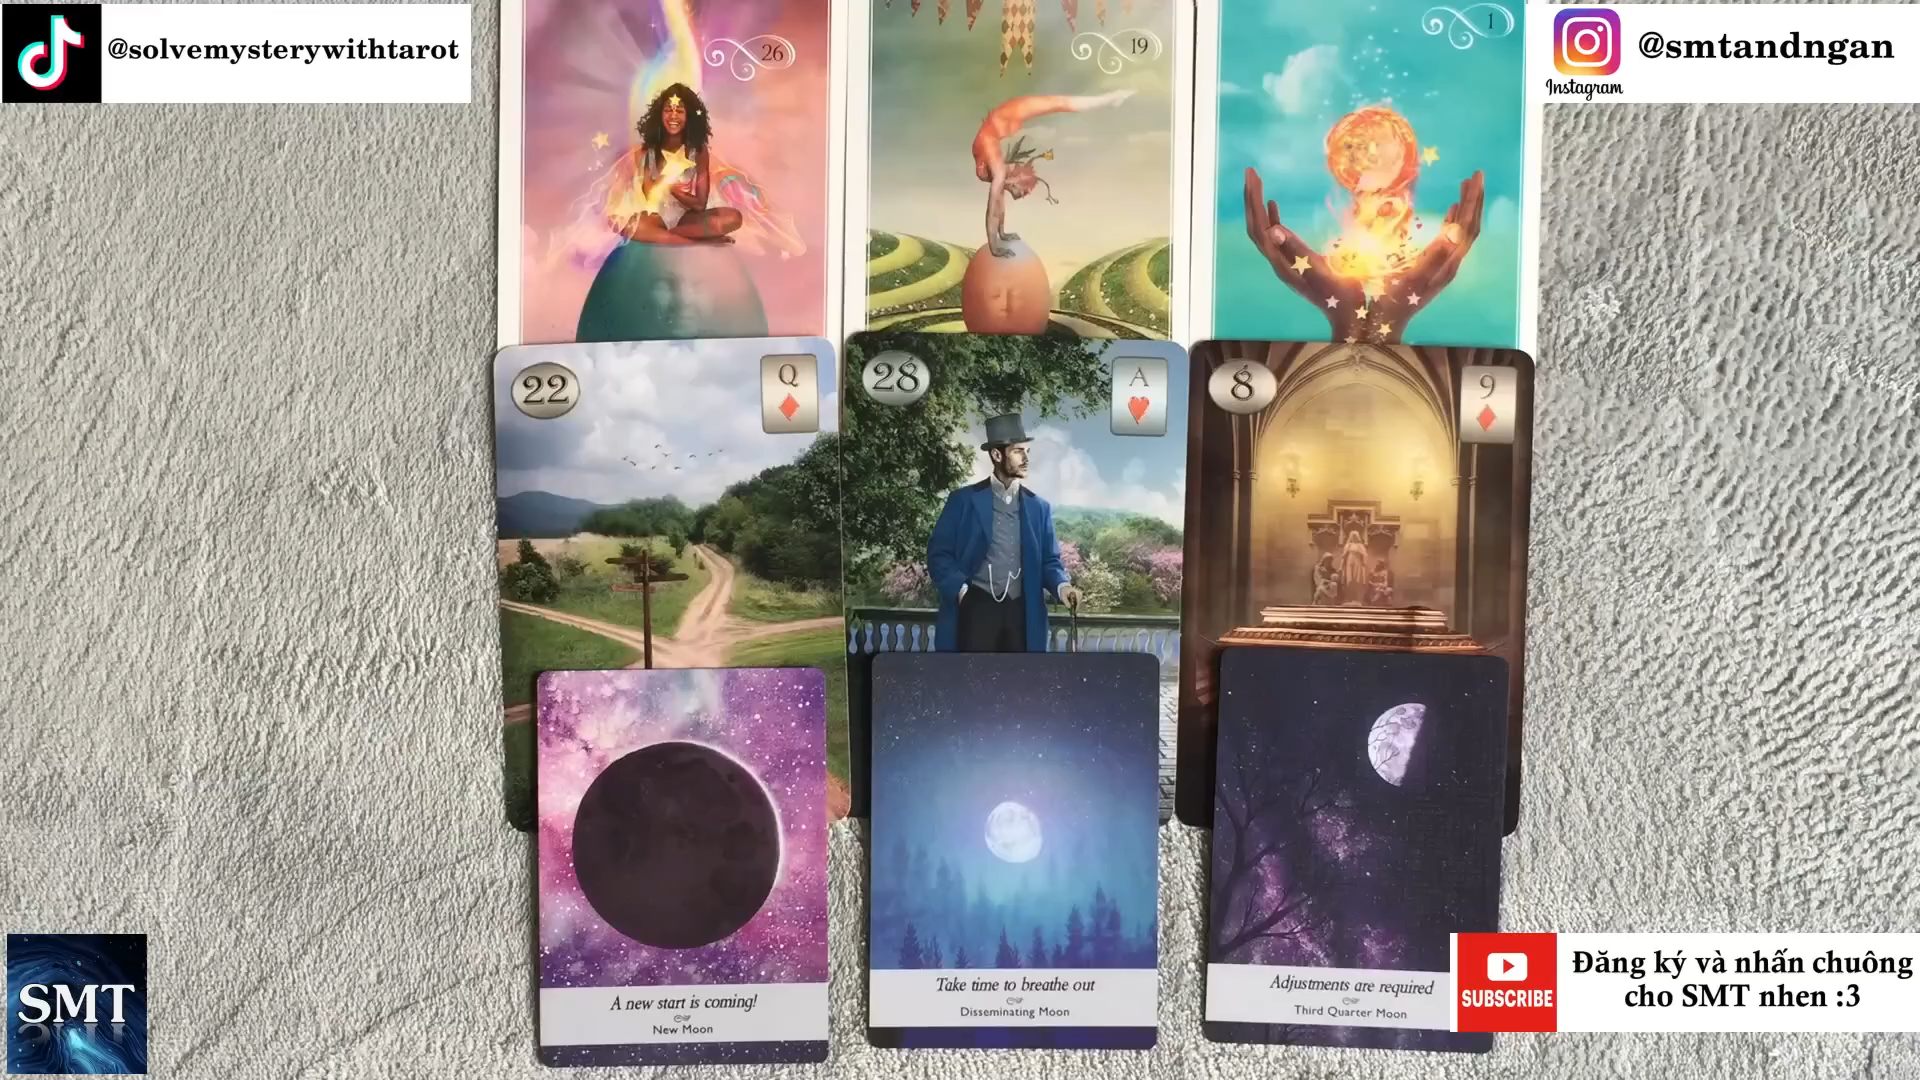 @solvemysterywithtarot
26
19
1
Instagram
@smtandngan
22
Q
28
A
8
9
A new start is coming!
New Moon
Take time to breathe out
Disseminating Moon
Adjustments are required
Third Quarter Moon
SMT
SUBSCRIBE
Đăng ký và nhấn chuông
cho SMT nhen :3